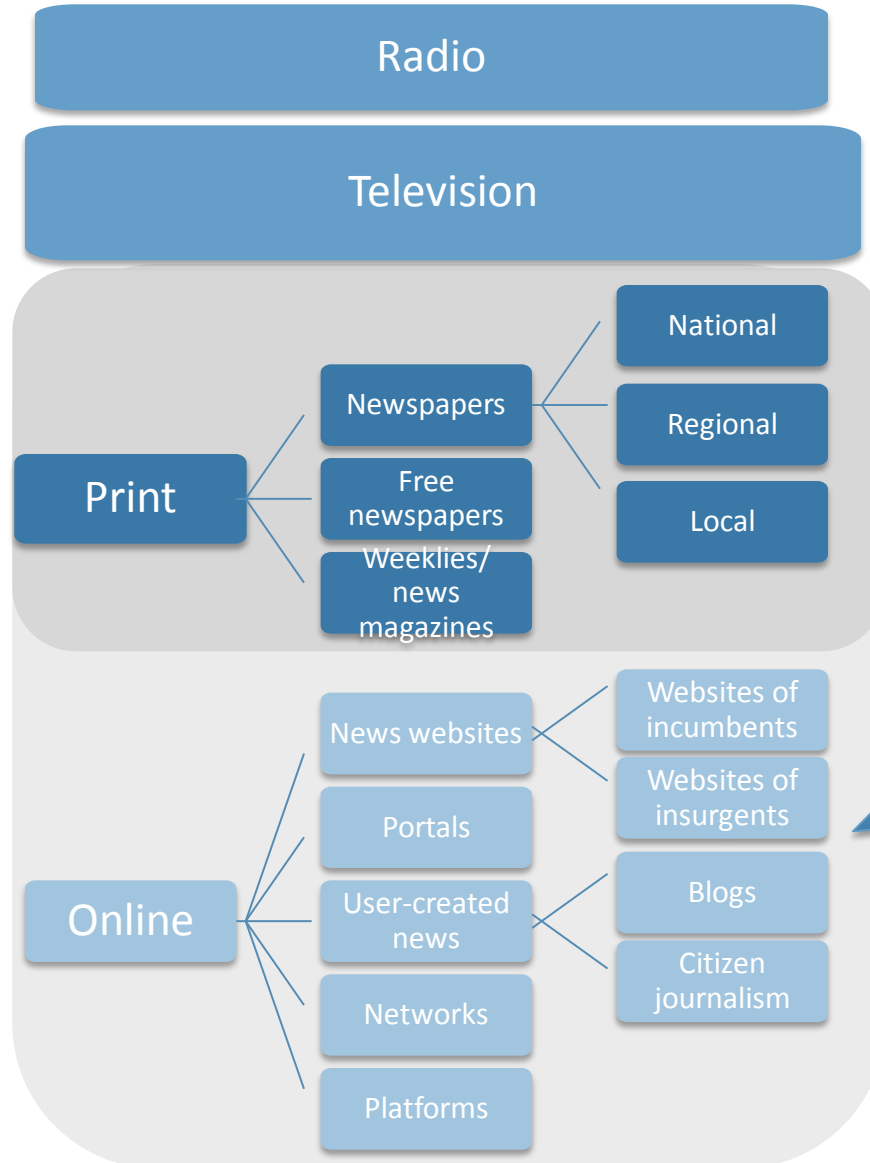 Radio
Television
Print
Newspapers
Free
newspapers
Weeklies/
news
magazines
National
Regional
Local
Online
News websites
Portals
User-created
news
Networks
Platforms
Websites of
incumbents
Websites of
insurgents
Blogs
Citizen
journalism